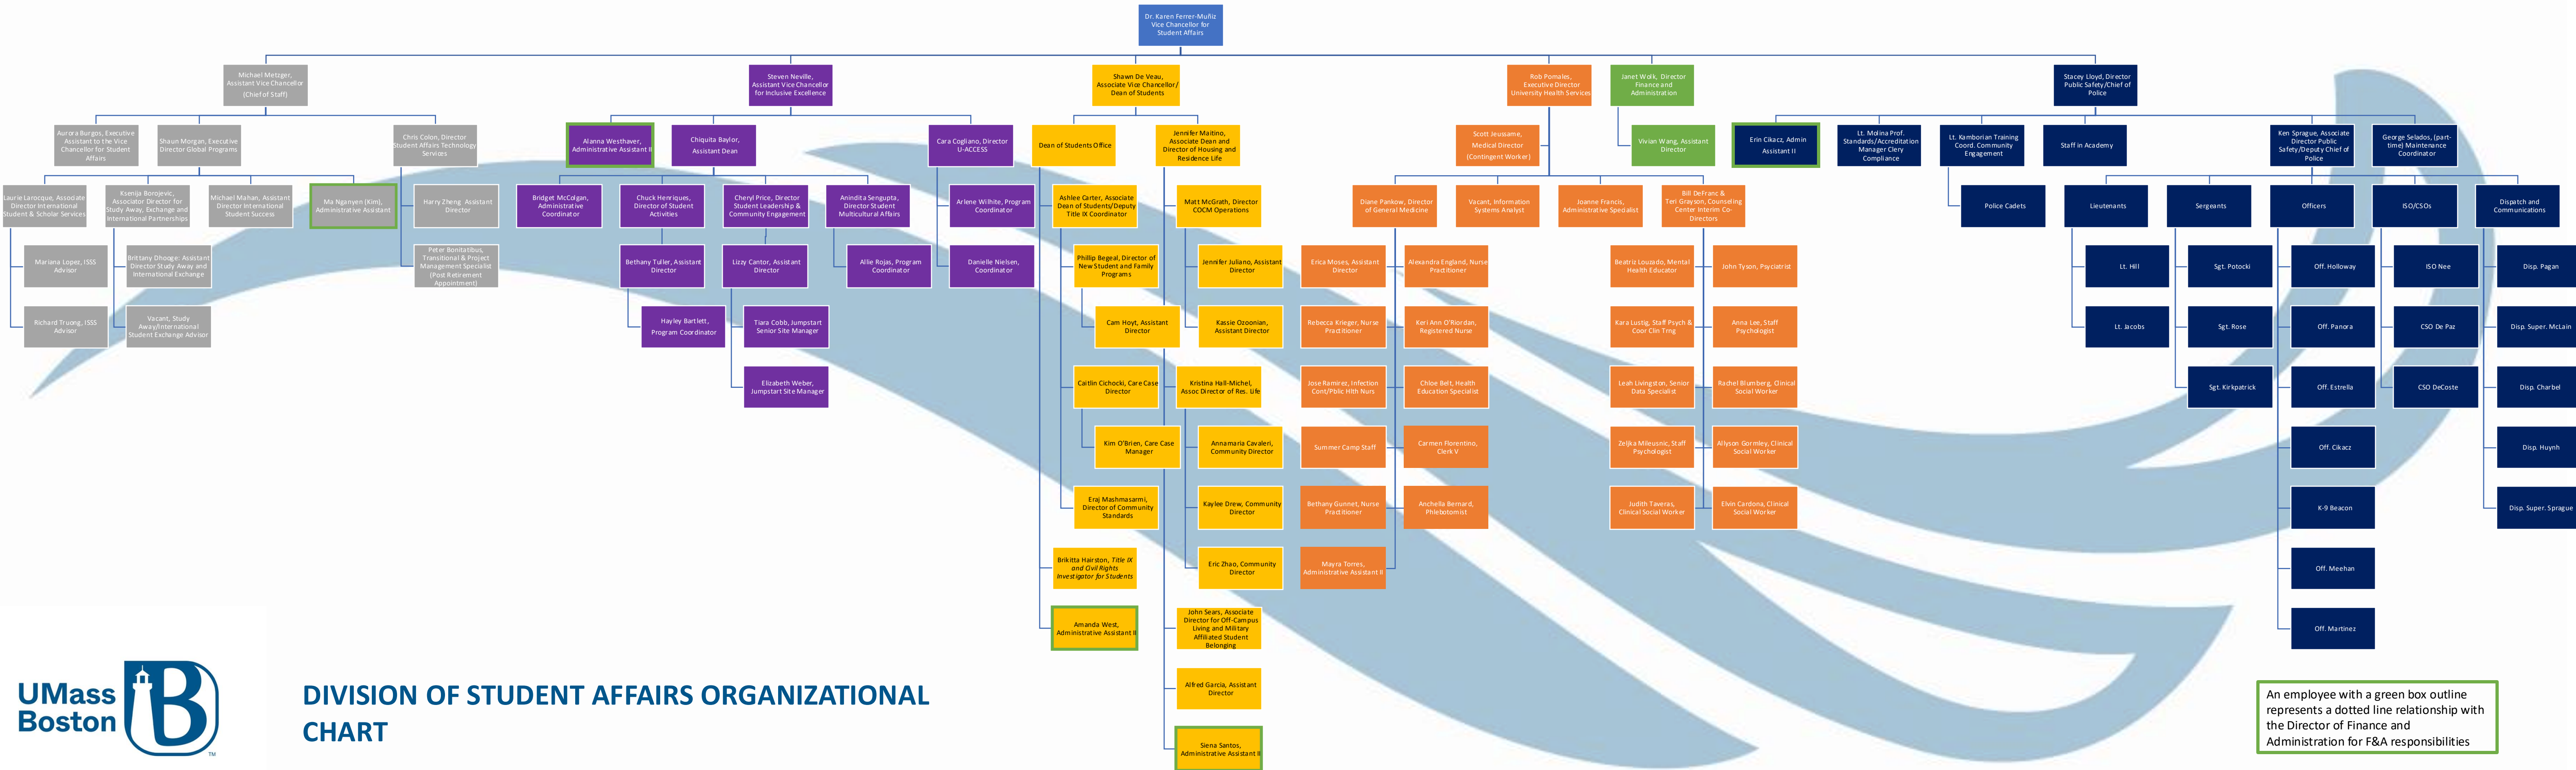 Dr. Karen Ferrer-Muñiz
Vice Chancellor for
Student Affairs
Michael Metzger,
Assistant Vice Chancellor
(Chief of Staff)
Steven Neville,
Assistant Vice Chancellor
for Inclusive Excellence
Shawn De Veau,
Associate Vice Chancellor/
Dean of Students
Rob Pomales,
Executive Director
University Health Services
Janet Wolk, Director
Finance and
Administration
Stacey Lloyd, Director
Public Safety/Chief of
Police
Aurora Burgos, Executive
Assistant to the Vice
Chancellor for Student
Affairs
Shaun Morgan, Executive
Director Global Programs
Chris Colon, Director
Student Affairs Technology
Services
Alanna Westhaver,
Administrative Assistant II
Chiquita Baylor,
Assistant Dean
Cara Cogliano, Director
U-ACCESS
Dean of Students Office
Jennifer Maitino,
Associate Dean and
Director of Housing and
Residence Life
Scott Jeussame,
Medical Director
(Contingent Worker)
Vivian Wang, Assistant
Director
Erin Cikacz, Admin
Assistant II
Lt. Molina Prof.
Standards/Accreditation
Manager Clery
Compliance
Lt. Kamborian Training
Coord. Community
Engagement
Staff in Academy
Ken Sprague, Associate
Director Public
Safety/Deputy Chief of
Police
George Selados, (part-
time) Maintenance
Coordinator
Laurie Larocque, Associate
Director International
Student & Scholar Services
Ksenija Borojevic,
Associator Director for
Study Away, Exchange and
International Partnerships
Michael Mahan, Assistant
Director International
Student Success
Ma Nganyen (Kim),
Administrative Assistant
Harry Zheng Assistant
Director
Bridget McColgan,
Administrative
Coordinator
Chuck Henriques,
Director of Student
Activities
Cheryl Price, Director
Student Leadership &
Community Engagement
Anindita Sengupta,
Director Student
Multicultural Affairs
Arlene Wilhite, Program
Coordinator
Ashlee Carter, Associate
Dean of Students/Deputy
Title IX Coordinator
Matt McGrath, Director
COCM Operations
Diane Pankow, Director
of General Medicine
Vacant, Information
Systems Analyst
Joanne Francis,
Administrative Specialist
Bill DeFranc &
Teri Grayson, Counseling
Center Interim Co-
Directors
Police Cadets
Lieutenants
Sergeants
Officers
ISO/CSOs
Dispatch and
Communications
Mariana Lopez, ISSS
Advisor
Brittany Dhooge: Assistant
Director Study Away and
International Exchange
Peter Bonitatibus,
Transitional & Project
Management Specialist
(Post Retirement
Appointment)
Bethany Tuller, Assistant
Director
Lizzy Cantor, Assistant
Director
Allie Rojas, Program
Coordinator
Danielle Nielsen,
Coordinator
Phillip Begeal, Director of
New Student and Family
Programs
Jennifer Juliano, Assistant
Director
Erica Moses, Assistant
Director
Alexandra England, Nurse
Practitioner
Beatriz Louzado, Mental
Health Educator
John Tyson, Psyciatrist
Lt. Hill
Sgt. Potocki
Off. Holloway
ISO Nee
Disp. Pagan
Richard Truong, ISSS
Advisor
Vacant, Study
Away/International
Student Exchange Advisor
Hayley Bartlett,
Program Coordinator
Tiara Cobb, Jumpstart
Senior Site Manager
Cam Hoyt, Assistant
Director
Kassie Ozoonian,
Assistant Director
Rebecca Krieger, Nurse
Practitioner
Keri Ann O'Riordan,
Registered Nurse
Kara Lustig, Staff Psych &
Coor Clin Trng
Anna Lee, Staff
Psychologist
Lt. Jacobs
Sgt. Rose
Off. Panora
CSO De Paz
Disp. Super. McLain
Elizabeth Weber,
Jumpstart Site Manager
Caitlin Cichocki, Care Case
Director
Kristina Hall-Michel,
Assoc Director of Res. Life
Jose Ramirez, Infection
Cont/Pblic Hlth Nurs
Chloe Belt, Health
Education Specialist
Leah Livingston, Senior
Data Specialist
Rachel Blumberg, Clinical
Social Worker
Sgt. Kirkpatrick
Off. Estrella
CSO DeCoste
Disp. Charbel
Kim O'Brien, Care Case
Manager
Annamaria Cavaleri,
Community Director
Summer Camp Staff
Carmen Florentino,
Clerk V
Zeljka Mileusnic, Staff
Psychologist
Allyson Gormley, Clinical
Social Worker
Off. Cikacz
Disp. Huynh
Eraj Mashmasarmi,
Director of Community
Standards
Kaylee Drew, Community
Director
Bethany Gunnet, Nurse
Practitioner
Anchella Bernard,
Phlebotomist
Judith Taveras,
Clinical Social Worker
Elvin Cardona, Clinical
Social Worker
K-9 Beacon
Disp. Super. Sprague
Brikitta Hairston, Title IX
and Civil Rights
Investigator for Students
Eric Zhao, Community
Director
Mayra Torres,
Administrative Assistant II
Off. Meehan
Amanda West,
Administrative Assistant II
John Sears, Associate
Director for Off-Campus
Living and Military
Affiliated Student
Belonging
Off. Martinez
Alfred Garcia, Assistant
Director
Siena Santos,
Administrative Assistant II
UMass
Boston
B
TM
DIVISION OF STUDENT AFFAIRS ORGANIZATIONAL
CHART
An employee with a green box outline
represents a dotted line relationship with
the Director of Finance and
Administration for F&A responsibilities